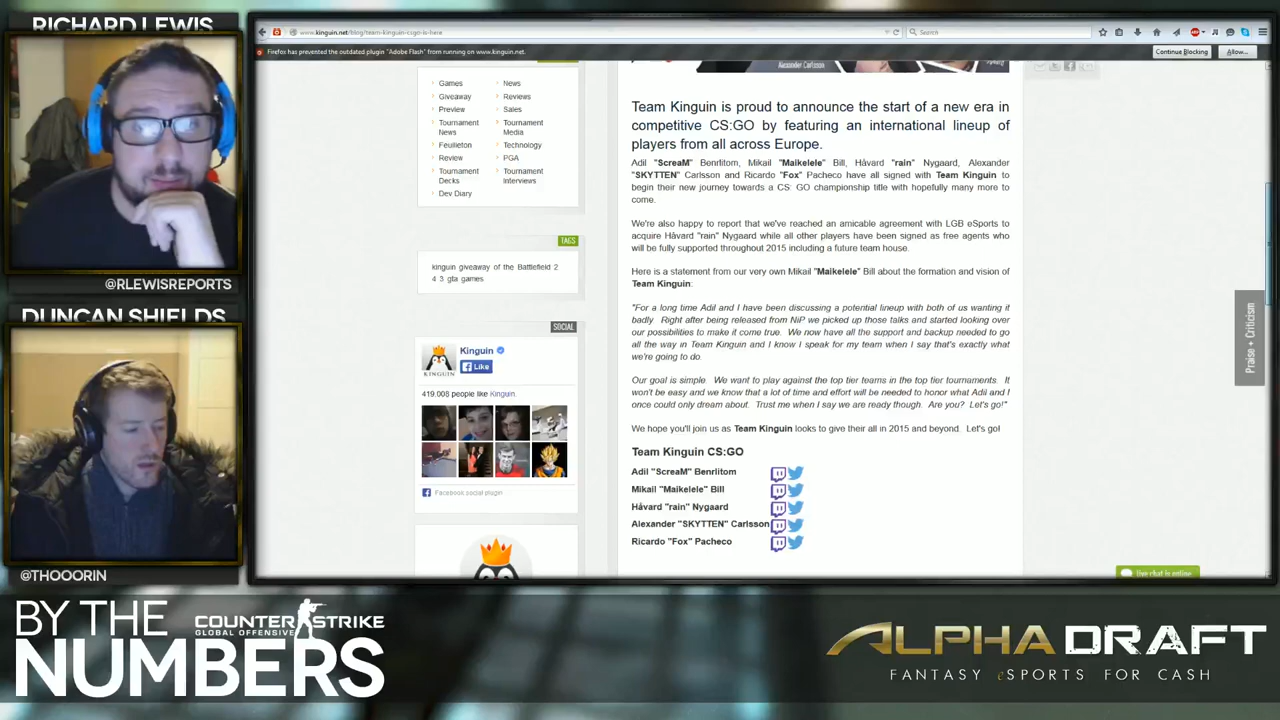 RICHARD LEWIS
@RLEWISREPORTS
DUNCAN SHIELDS
@THOOORIN
www.kinguin.net/blog/team-kinguin-csgo-is-here
Search
Firefox has prevented the outdated plugin "Adobe Flash" from running on www.kinguin.net.
Continue Blocking
Allow...
Games
News
Giveaway
Reviews
Preview
Sales
Tournament News
Tournament Media
Feuilleton
Technology
Review
PGA
Tournament Decks
Tournament Interviews
Dev Diary
TAGS
kinguin giveaway of the Battlefield 2
4 3 gta games
SOCIAL
Kinguin
Like
KINGUIN
419.008 people like Kinguin.
Facebook social plugin
Alexander Carlsson
Team Kinguin is proud to announce the start of a new era in
competitive CS:GO by featuring an international lineup of
players from all across Europe.
Adil "ScreaM" Benrlitom, Mikail "Maikelele" Bill, Håvard "rain" Nygaard, Alexander
"SKYTTEN" Carlsson and Ricardo "Fox" Pacheco have all signed with Team Kinguin to
begin their new journey towards a CS: GO championship title with hopefully many more to
come.
We're also happy to report that we've reached an amicable agreement with LGB eSports to
acquire Håvard "rain" Nygaard while all other players have been signed as free agents who
will be fully supported throughout 2015 including a future team house.
Here is a statement from our very own Mikail "Maikelele" Bill about the formation and vision of
Team Kinguin:
"For a long time Adil and I have been discussing a potential lineup with both of us wanting it
badly. Right after being released from NiP we picked up those talks and started looking over
our possibilities to make it come true. We now have all the support and backup needed to go
all the way in Team Kinguin and I know I speak for my team when I say that's exactly what
we're going to do.
Our goal is simple. We want to play against the top tier teams in the top tier tournaments. It
won't be easy and we know that a lot of time and effort will be needed to honor what Adil and I
once could only dream about. Trust me when I say we are ready though. Are you? Let's go!"
We hope you'll join us as Team Kinguin looks to give their all in 2015 and beyond. Let's go!
Team Kinguin CS:GO
Adil "ScreaM" Benrlitom
Mikail "Maikelele" Bill
Håvard "rain" Nygaard
Alexander "SKYTTEN" Carlsson
Ricardo "Fox" Pacheco
Praise + Criticism
live chat is online
BY THE
NUMBERS
COUNTER STRIKE
GLOBAL OFFENSIVE
ALPHADRAFT
FANTASY eSPORTS FOR CASH